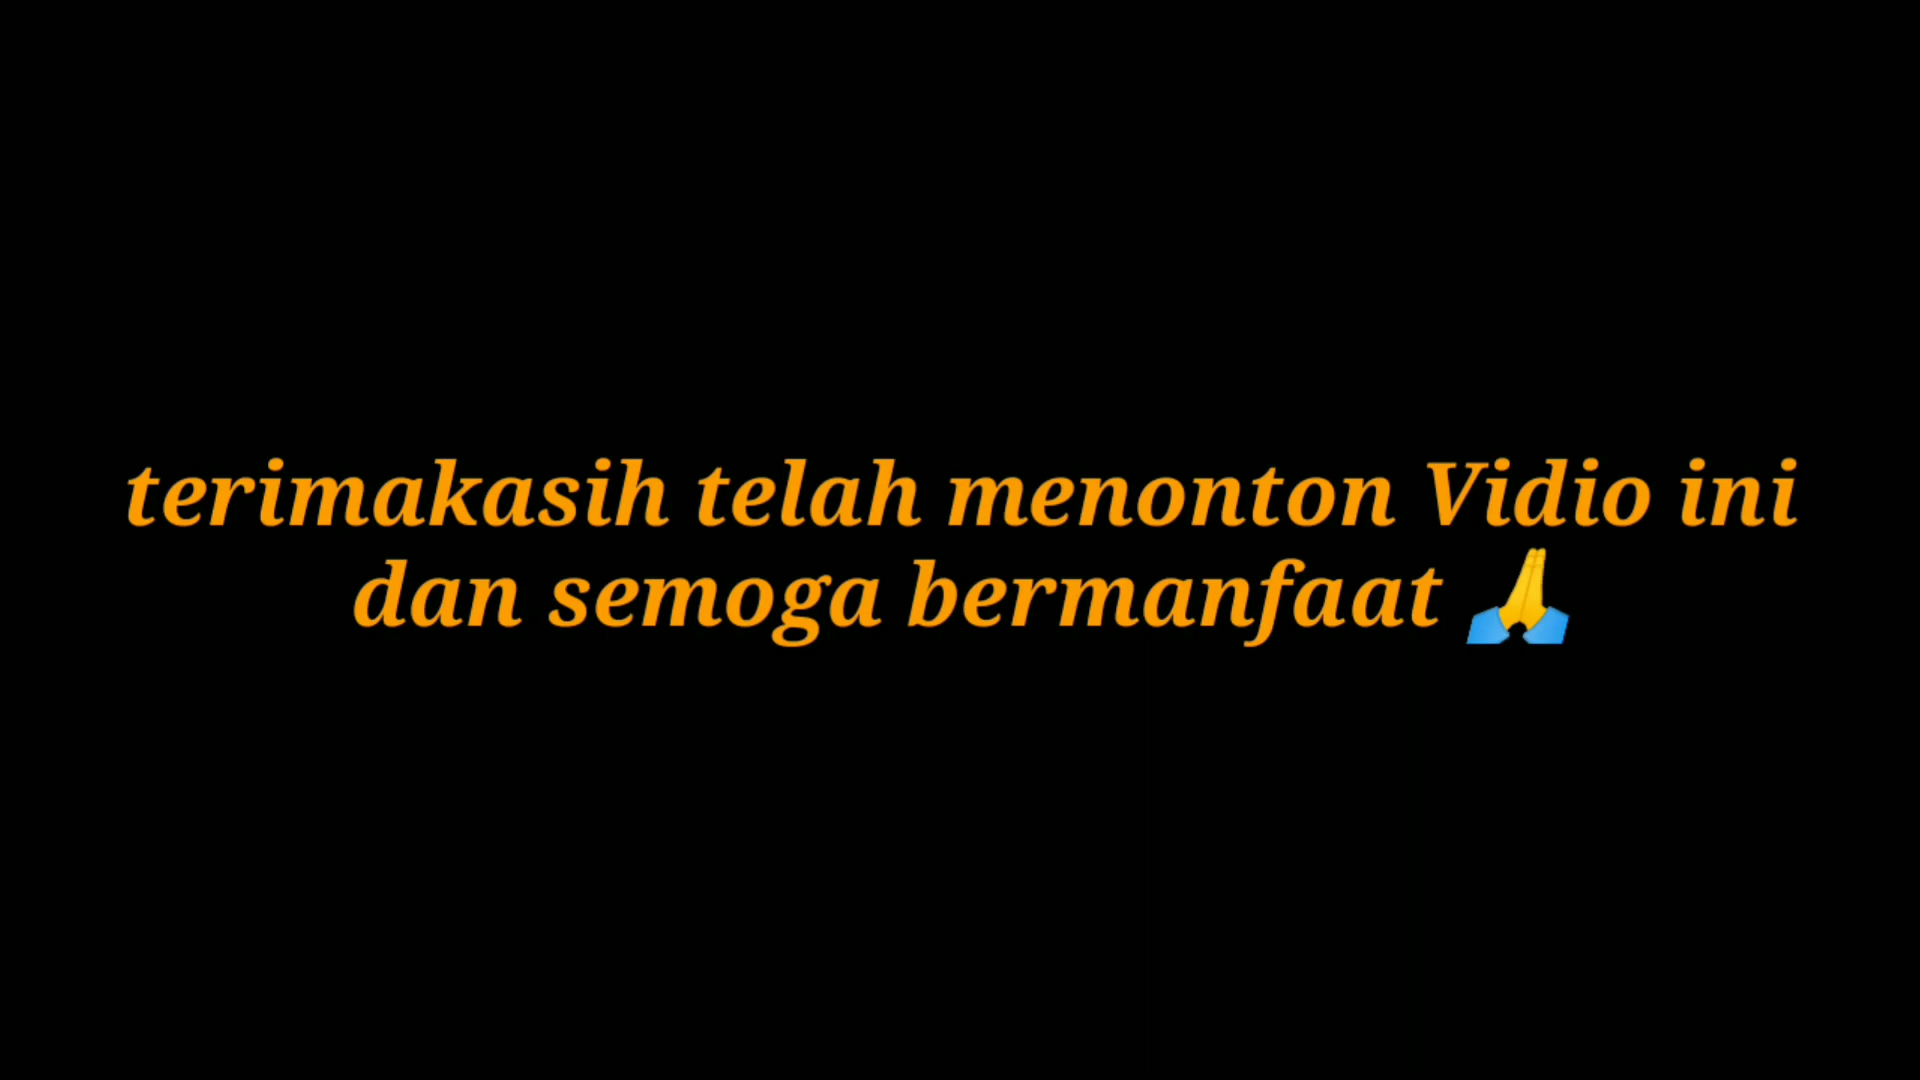 terimakasih telah menonton Vidio ini
dan semoga bermanfaat 🙏